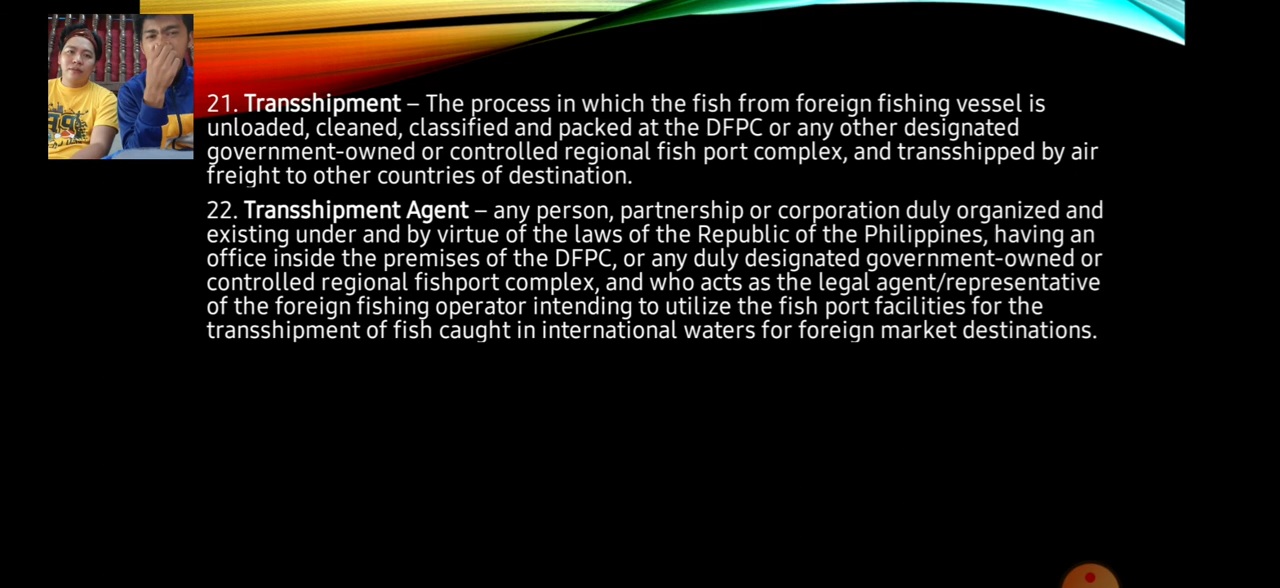 21. Transshipment – The process in which the fish from foreign fishing vessel is
unloaded, cleaned, classified and packed at the DFPC or any other designated
government-owned or controlled regional fish port complex, and transshipped by air
freight to other countries of destination.
22. Transshipment Agent – any person, partnership or corporation duly organized and
existing under and by virtue of the laws of the Republic of the Philippines, having an
office inside the premises of the DFPC, or any duly designated government-owned or
controlled regional fishport complex, and who acts as the legal agent/representative
of the foreign fishing operator intending to utilize the fish port facilities for the
transshipment of fish caught in international waters for foreign market destinations.